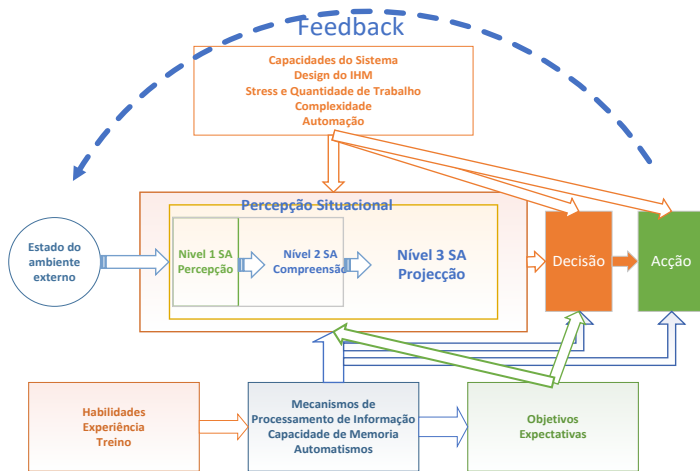 Feedback
Capacidades do Sistema
Design do IHM
Stress e Quantidade de Trabalho
Complexidade
Automação
Percepção Situacional
Estado do
ambiente
externo
Nível 1 SA
Percepção
Nível 2 SA
Compreensão
Nível 3 SA
Projecção
Decisão
Acção
Habilidades
Experiência
Treino
Mecanismos de
Processamento de Informação
Capacidade de Memoria
Automatismos
Objetivos
Expectativas